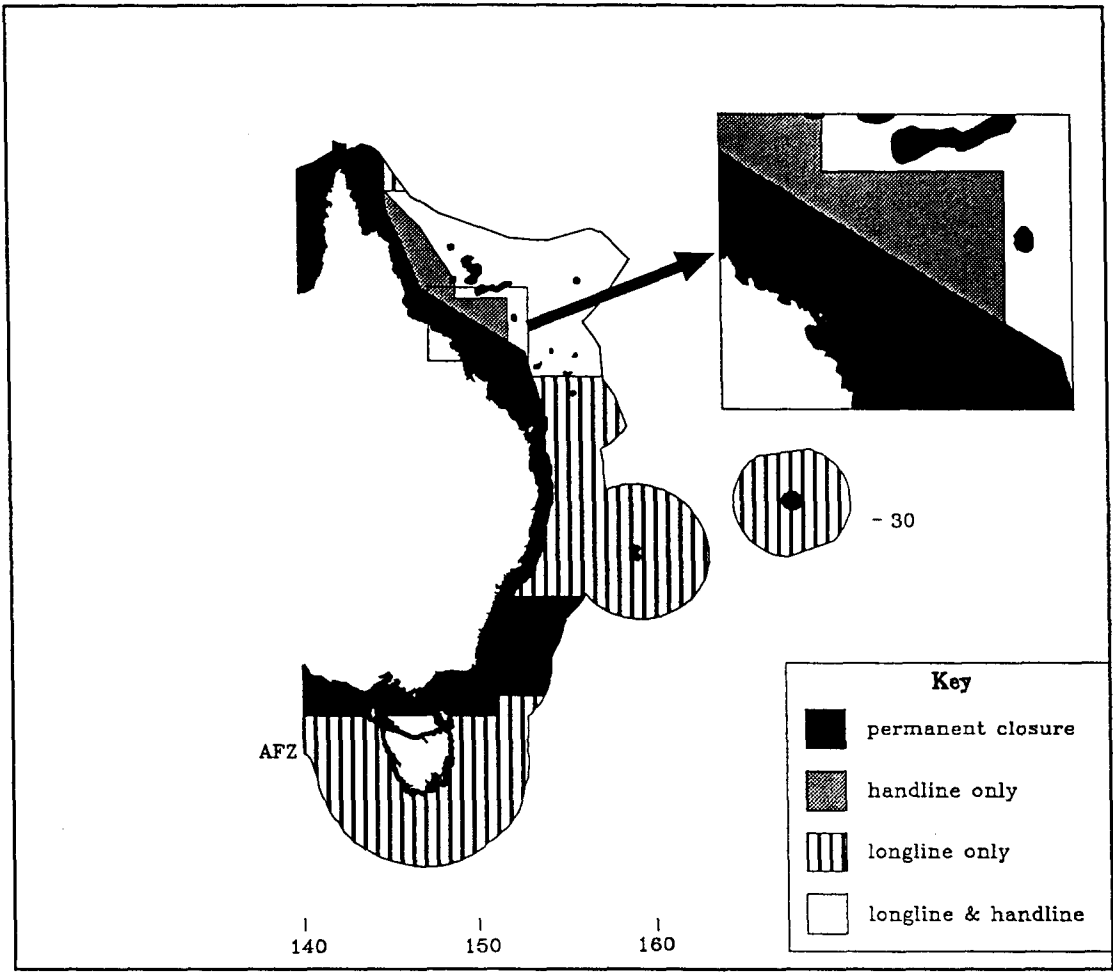 - 30
Key
permanent closure
AFZ
handline only
longline only
longline & handline
140 150 160